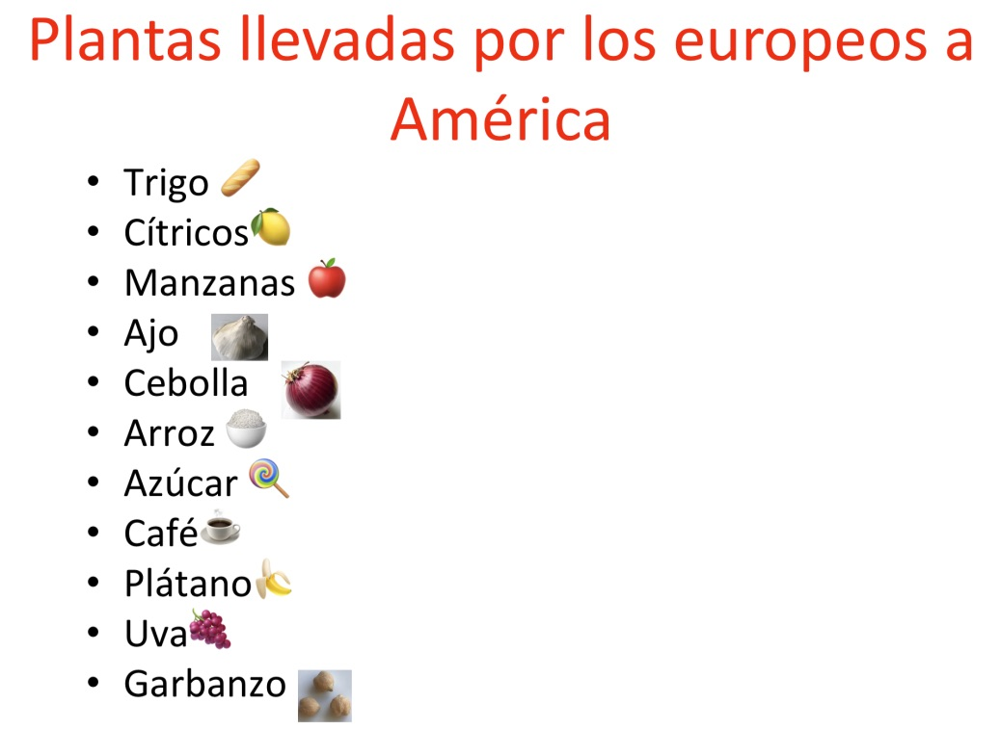 Plantas llevadas por los europeos a
América
• Trigo
• Cítricos
• Manzanas
• Ajo
• Cebolla
• Arroz
• Azúcar
• Café
• Plátano
• Uva
• Garbanzo